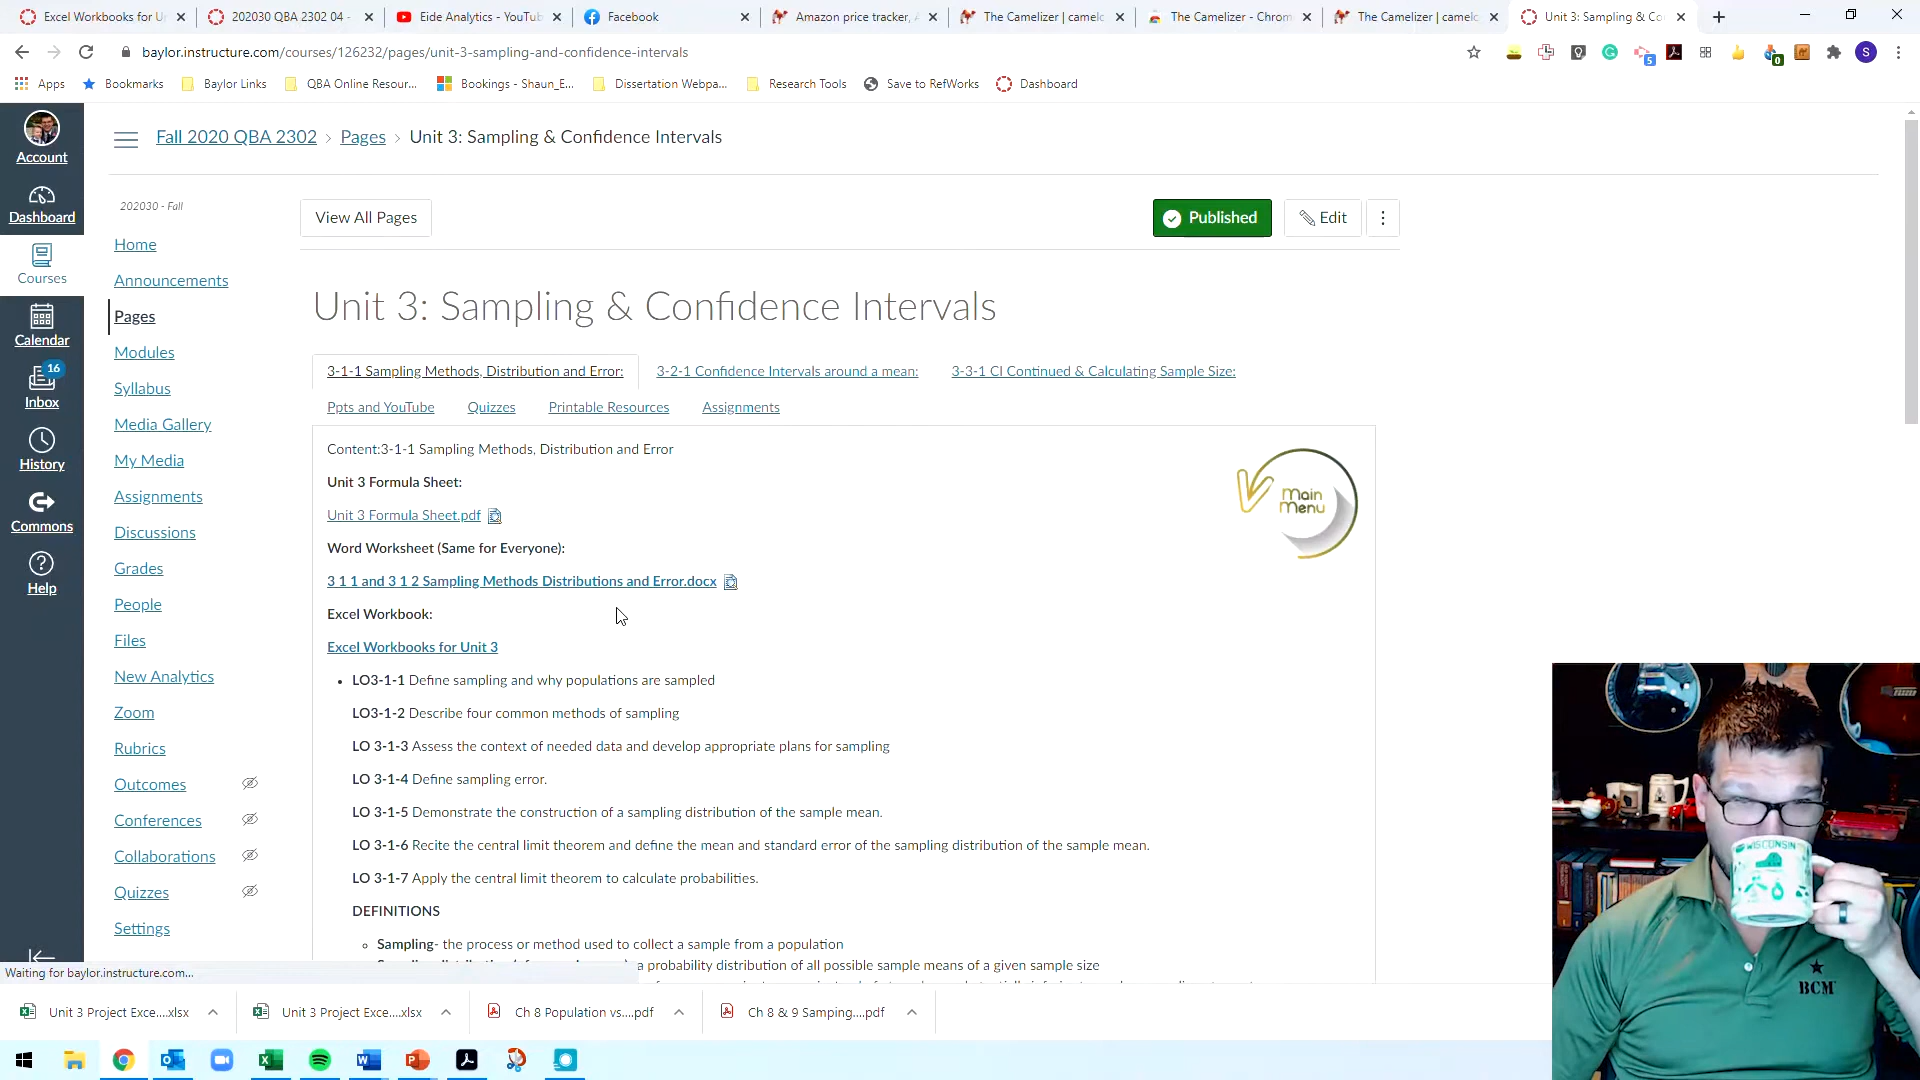 Excel Workbooks for U
202030 QBA 2302 04 -
Eide Analytics - YouTub
Facebook
Amazon price tracker, A
The Camelizer | camelc
The Camelizer - Chrom
The Camelizer | camelc
Unit 3: Sampling & Co
baylor.instructure.com/courses/126232/pages/unit-3-sampling-and-confidence-intervals
5
0
S
Apps
Bookmarks
Baylor Links
QBA Online Resour...
Bookings - Shaun_E...
Dissertation Webpa...
Research Tools
Save to RefWorks
Dashboard
Account
Dashboard
Courses
Calendar
16
Inbox
History
Commons
Help
Fall 2020 QBA 2302 > Pages > Unit 3: Sampling & Confidence Intervals
202030 - Fall
Home
Announcements
Pages
Modules
Syllabus
Media Gallery
My Media
Assignments
Discussions
Grades
People
Files
New Analytics
Zoom
Rubrics
Outcomes
Conferences
Collaborations
Quizzes
Settings
View All Pages
Published
Edit
Unit 3: Sampling & Confidence Intervals
3-1-1 Sampling Methods, Distribution and Error:
3-2-1 Confidence Intervals around a mean:
3-3-1 CI Continued & Calculating Sample Size:
Ppts and YouTube
Quizzes
Printable Resources
Assignments
Content:3-1-1 Sampling Methods, Distribution and Error
Main
Menu
Unit 3 Formula Sheet:
Unit 3 Formula Sheet.pdf
Word Worksheet (Same for Everyone):
3 1 1 and 3 1 2 Sampling Methods Distributions and Error.docx
Excel Workbook:
Excel Workbooks for Unit 3
• LO3-1-1 Define sampling and why populations are sampled
LO3-1-2 Describe four common methods of sampling
LO 3-1-3 Assess the context of needed data and develop appropriate plans for sampling
LO 3-1-4 Define sampling error.
LO 3-1-5 Demonstrate the construction of a sampling distribution of the sample mean.
LO 3-1-6 Recite the central limit theorem and define the mean and standard error of the sampling distribution of the sample mean.
LO 3-1-7 Apply the central limit theorem to calculate probabilities.
DEFINITIONS
Sampling- the process or method used to collect a sample from a population
a probability distribution of all possible sample means of a given sample size
Waiting for baylor.instructure.com...
Unit 3 Project Exce....xlsx
Unit 3 Project Exce....xlsx
Ch 8 Population vs....pdf
Ch 8 & 9 Samping....pdf
WISCONSIN
BCM